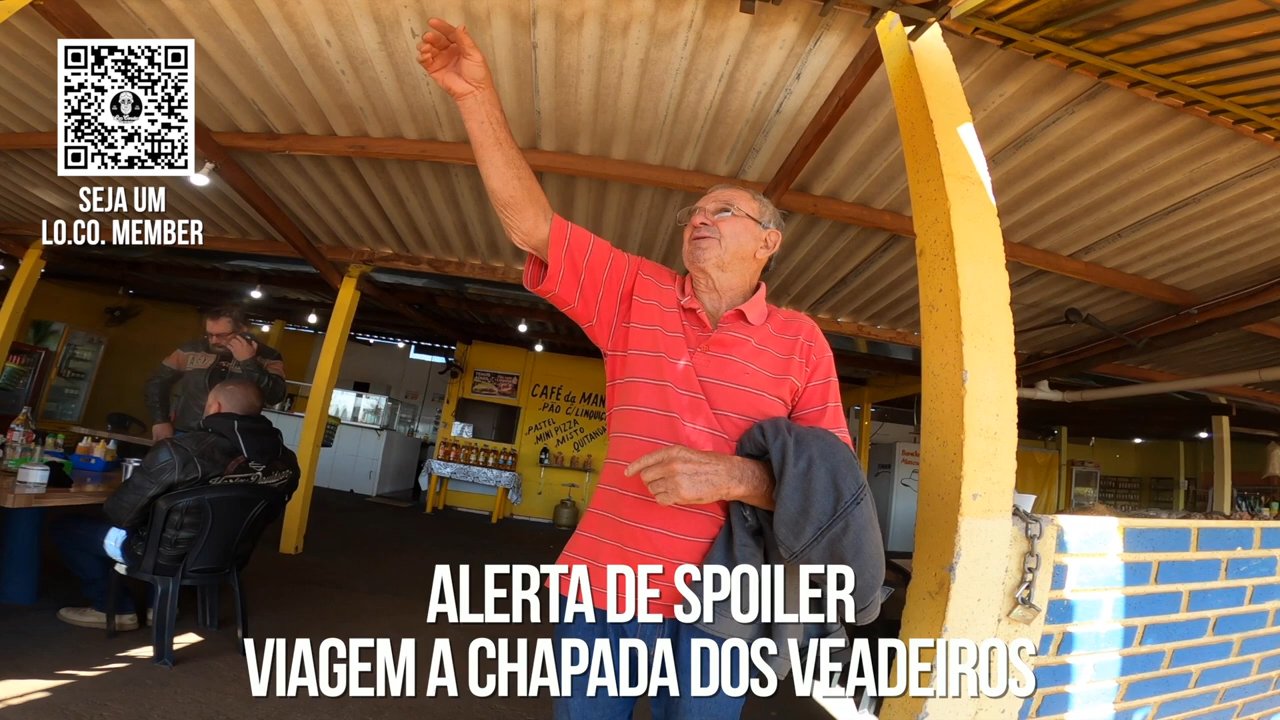 SEJA UM
LO.CO. MEMBER
CAFÉ da MAN
.PÃO C/LINQUIÇ
.PASTEL
.MINI PIZZA
.MISTO
QUITANDA
ALERTA DE SPOILER
VIAGEM A CHAPADA DOS VEADEIROS